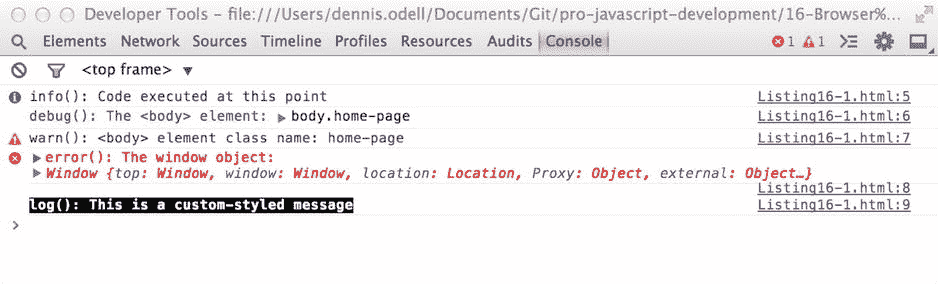 Developer Tools - file:///Users/dennis.odell/Documents/Git/pro-javascript-development/16-Browser%...
Elements Network Sources Timeline Profiles Resources Audits Console 1 1
<top frame>
info(): Code executed at this point Listing16-1.html:5
debug(): The <body> element: body.home-page Listing16-1.html:6
warn(): <body> element class name: home-page Listing16-1.html:7
error(): The window object:
Window {top: Window, window: Window, location: Location, Proxy: Object, external: Object…}
Listing16-1.html:8
log(): This is a custom-styled message Listing16-1.html:9